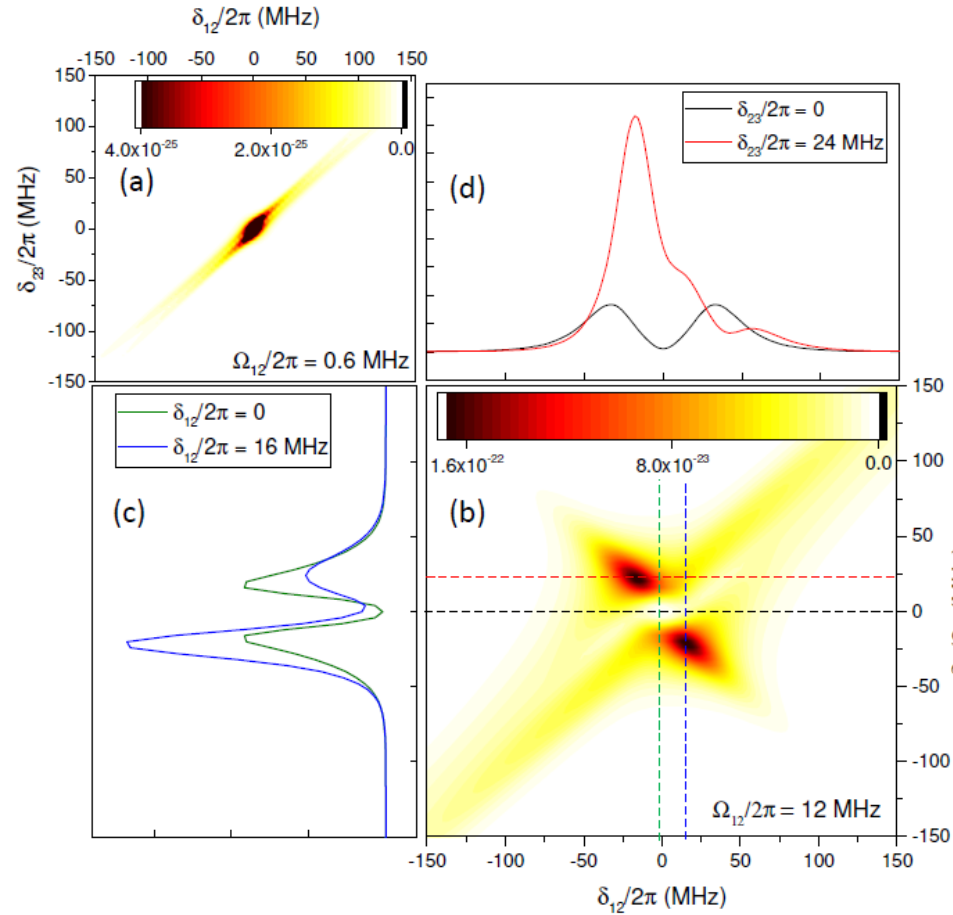 δ₁₂/2π (MHz)
-150 -100 -50 0 50 100 150
150
100
50
0
-50
-100
-150
δ₂₃/2π (MHz)
4.0x10⁻²⁵ 2.0x10⁻²⁵ 0.0
(a)
Ω₁₂/2π = 0.6 MHz
δ₂₃/2π = 0
δ₂₃/2π = 24 MHz
(d)
δ₁₂/2π = 0
δ₁₂/2π = 16 MHz
(c)
1.6x10⁻²² 8.0x10⁻²³ 0.0
(b)
Ω₁₂/2π = 12 MHz
150
100
50
0
-50
-100
-150
-150 -100 -50 0 50 100 150
δ₁₂/2π (MHz)